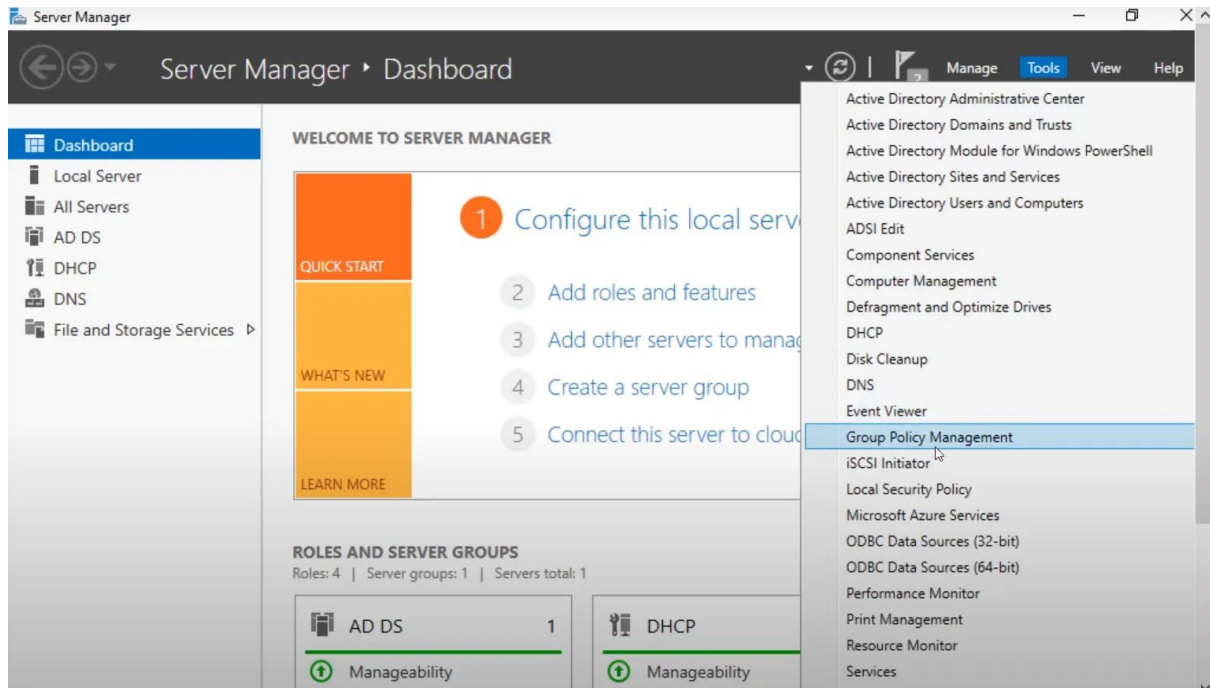 Server Manager
Server Manager ‣ Dashboard
2
Manage Tools View Help
Dashboard
Local Server
All Servers
AD DS
DHCP
DNS
File and Storage Services
WELCOME TO SERVER MANAGER
QUICK START
WHAT'S NEW
LEARN MORE
1 Configure this local serv
2 Add roles and features
3 Add other servers to manag
4 Create a server group
5 Connect this server to clou
ROLES AND SERVER GROUPS
Roles: 4 | Server groups: 1 | Servers total: 1
AD DS 1
Manageability
DHCP
Manageability
Active Directory Administrative Center
Active Directory Domains and Trusts
Active Directory Module for Windows PowerShell
Active Directory Sites and Services
Active Directory Users and Computers
ADSI Edit
Component Services
Computer Management
Defragment and Optimize Drives
DHCP
Disk Cleanup
DNS
Event Viewer
Group Policy Management
iSCSI Initiator
Local Security Policy
Microsoft Azure Services
ODBC Data Sources (32-bit)
ODBC Data Sources (64-bit)
Performance Monitor
Print Management
Resource Monitor
Services